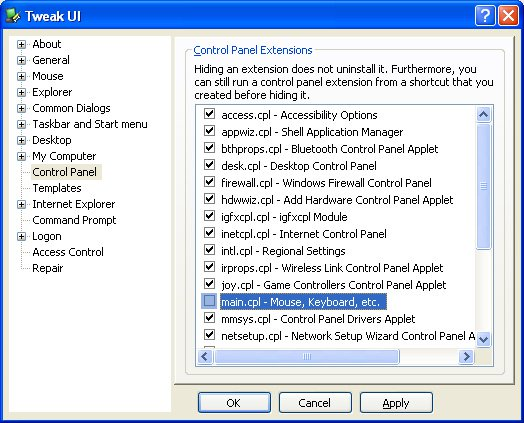 Tweak UI
About
General
Mouse
Explorer
Common Dialogs
Taskbar and Start menu
Desktop
My Computer
Control Panel
Templates
Internet Explorer
Command Prompt
Logon
Access Control
Repair
Control Panel Extensions
Hiding an extension does not uninstall it. Furthermore, you
can still run a control panel extension from a shortcut that you
created before hiding it.
access.cpl - Accessibility Options
appwiz.cpl - Shell Application Manager
bthprops.cpl - Bluetooth Control Panel Applet
desk.cpl - Desktop Control Panel
firewall.cpl - Windows Firewall Control Panel
hdwwiz.cpl - Add Hardware Control Panel Applet
igfxcpl.cpl - igfxcpl Module
inetcpl.cpl - Internet Control Panel
intl.cpl - Regional Settings
irprops.cpl - Wireless Link Control Panel Applet
joy.cpl - Game Controllers Control Panel Applet
main.cpl - Mouse, Keyboard, etc.
mmsys.cpl - Control Panel Drivers Applet
netsetup.cpl - Network Setup Wizard Control Panel A
OK
Cancel
Apply